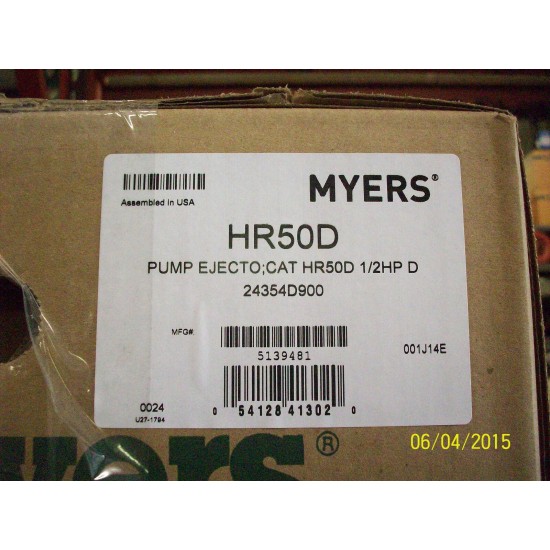 MYERS®
Assembled in USA
HR50D
PUMP EJECTO;CAT HR50D 1/2HP D
24354D900
MFG#:
5139481
001J14E
0024
U27-1794
0 54128 41302 0
yers®
06/04/2015